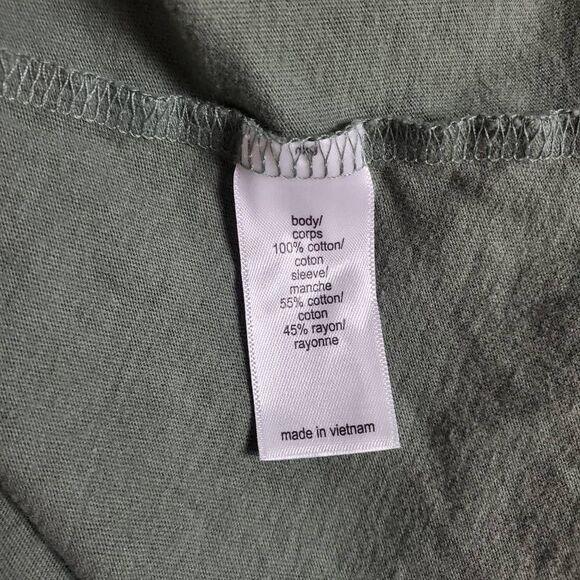 body/
corps
100% cotton/
coton
sleeve/
manche
55% cotton/
coton
45% rayon/
rayonne
made in vietnam